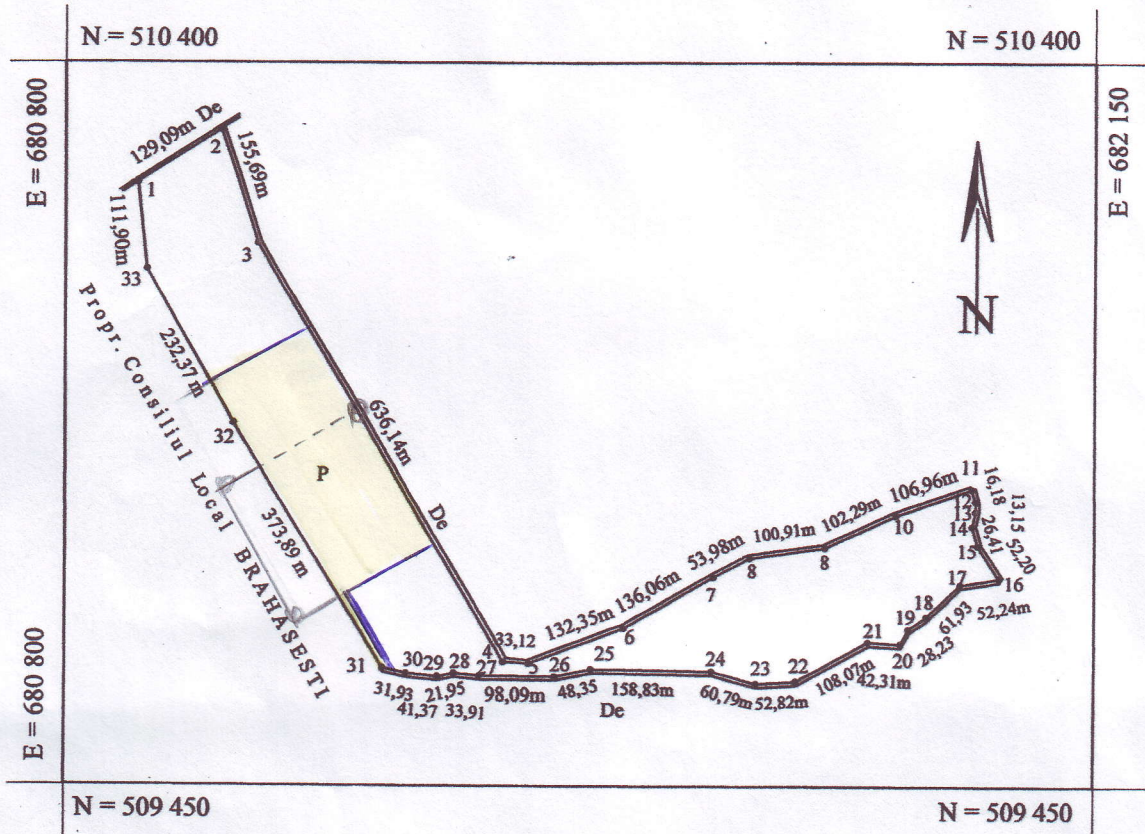 N = 510 400
N = 510 400
E = 680 800
E = 682 150
129,09m De
2
155,69m
1
111,90m
3
33
N
232,37 m
Propr. Consiliul Local BRAHASESTI
32
636,14m
P
De
373,89 m
11
16,18
106,96m
12
13
13,15
10
102,29m
14
26,41
100,91m
15
52,20
53,98m
8
8
16
17
52,24m
7
136,06m
18
61,93
19
6
132,35m
28,23
20
21
33,12
4
5
E = 680 800
31
30
29
28
27
26
25
24
23
22
108,07m
42,31m
31,93
21,95
98,09m
48,35
158,83m
60,79m
52,82m
41,37
33,91
De
N = 509 450
N = 509 450